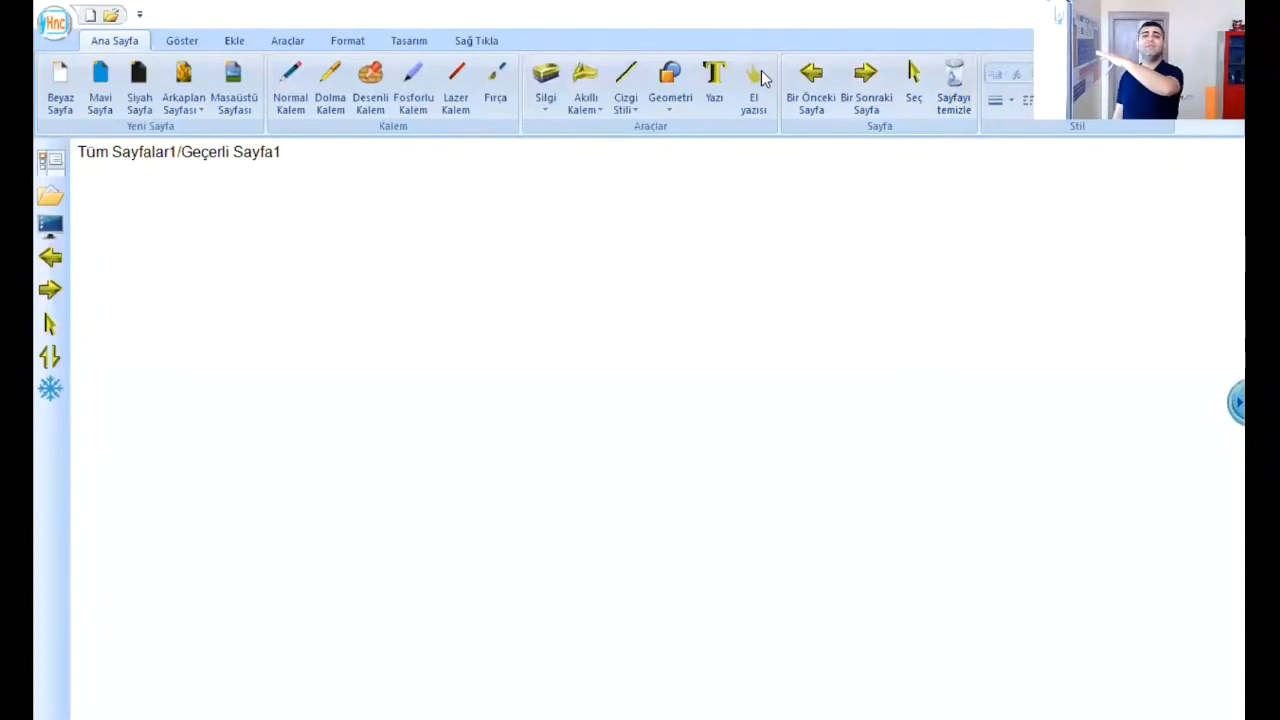 Hnc
Ana Sayfa Göster Ekle Araçlar Format Tasarım Sağ Tıkla
Beyaz Sayfa Mavi Sayfa Siyah Sayfa Arkaplan Sayfası Masaüstü Sayfası Normal Kalem Dolma Kalem Desenli Kalem Fosforlu Kalem Lazer Kalem Fırça Silgi Akıllı Kalem Çizgi Stili Geometri Yazı El yazısı Bir Önceki Sayfa Bir Sonraki Sayfa Seç Sayfayı temizle
Yeni Sayfa Kalem Araçlar Sayfa Stil
Tüm Sayfalar1/Geçerli Sayfa1